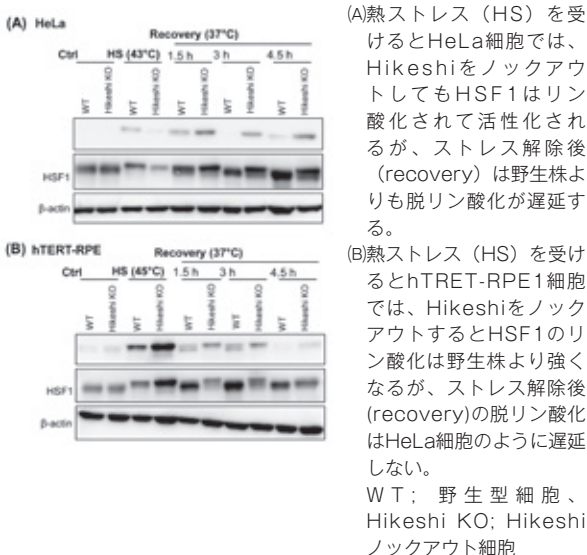 (A) HeLa
Recovery (37°C)
Ctrl HS (43°C) 1.5 h 3 h 4.5 h
WT Hikeshi KO WT Hikeshi KO WT Hikeshi KO WT Hikeshi KO WT Hikeshi KO
HSF1
β-actin
(B) hTERT-RPE
Recovery (37°C)
Ctrl HS (45°C) 1.5 h 3 h 4.5 h
WT Hikeshi KO WT Hikeshi KO WT Hikeshi KO WT Hikeshi KO WT Hikeshi KO
HSF1
β-actin
(A)熱ストレス（HS）を受
けるとHeLa細胞では、
Hikeshiをノックアウ
トしてもHSF1はリン
酸化されて活性化され
るが、ストレス解除後
（recovery）は野生株よ
りも脱リン酸化が遅延す
る。
(B)熱ストレス（HS）を受け
るとhTRET-RPE1細胞
では、Hikeshiをノック
アウトするとHSF1のリ
ン酸化は野生株より強く
なるが、ストレス解除後
(recovery)の脱リン酸化
はHeLa細胞のように遅延
しない。
WT; 野生型細胞、
Hikeshi KO; Hikeshi
ノックアウト細胞